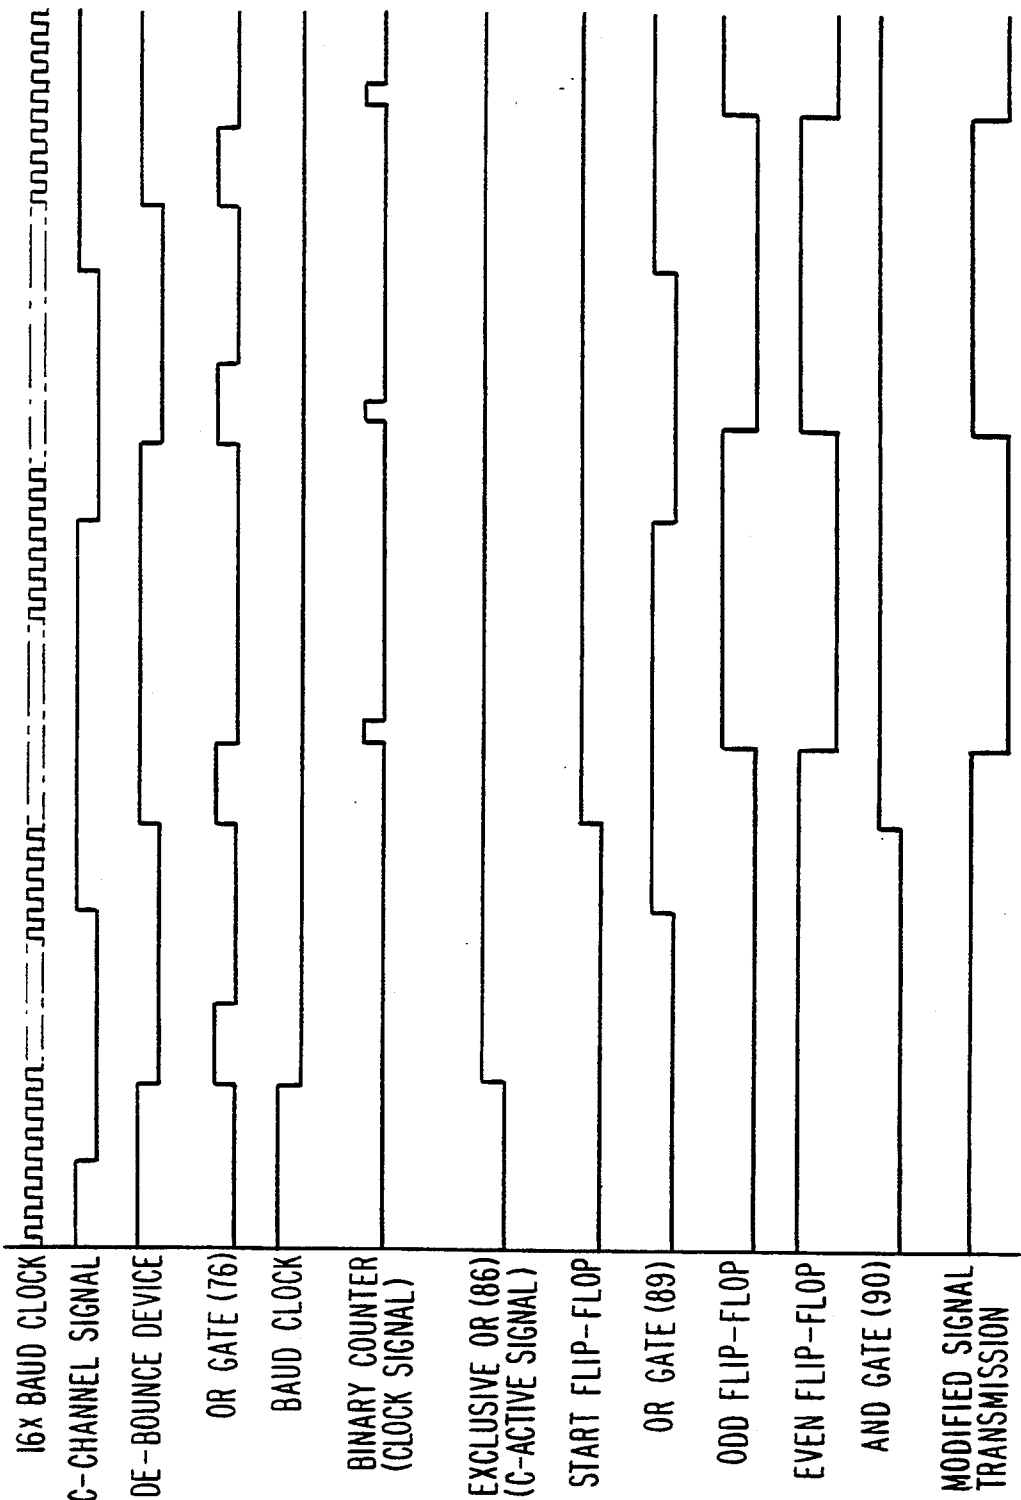 16X BAUD CLOCK
C-CHANNEL SIGNAL
DE-BOUNCE DEVICE
OR GATE (76)
BAUD CLOCK
BINARY COUNTER
(CLOCK SIGNAL)
EXCLUSIVE OR (86)
(C-ACTIVE SIGNAL)
START FLIP-FLOP
OR GATE (89)
ODD FLIP-FLOP
EVEN FLIP-FLOP
AND GATE (90)
MODIFIED SIGNAL
TRANSMISSION